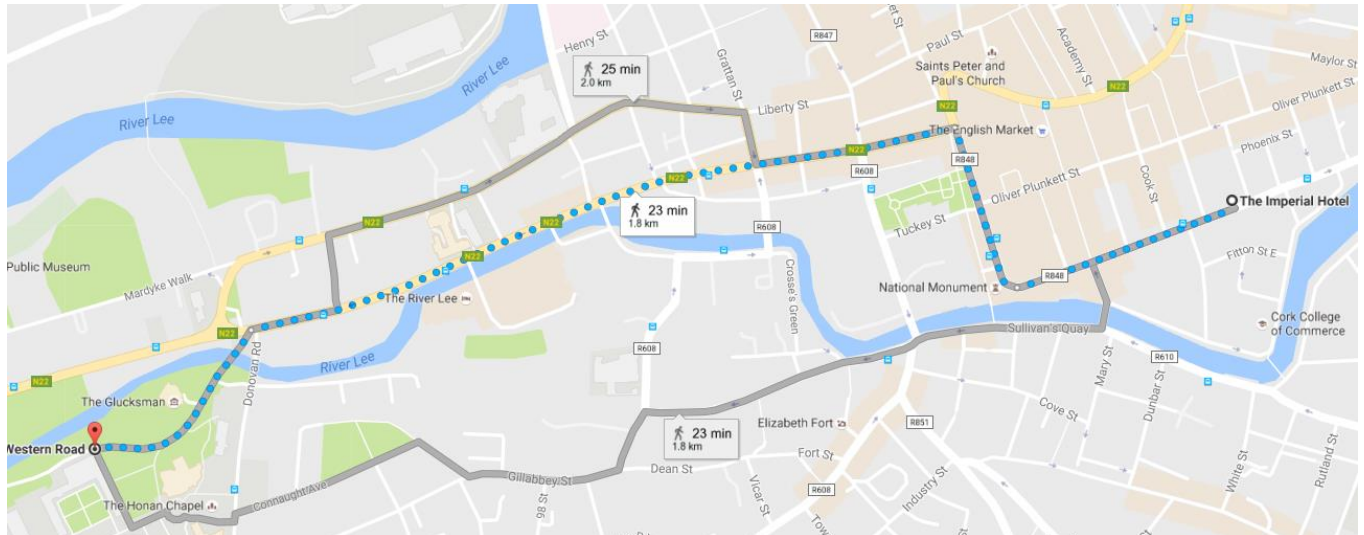 Henry St
River Lee
25 min
2.0 km
Grattan St
R847
Paul St
Saints Peter and
Paul's Church
Academy St
N22
Maylor St
River Lee
Liberty St
N22
The English Market
Oliver Plunkett St
Phoenix St
N22
R608
R848
N22
Oliver Plunkett St
Cook St
The Imperial Hotel
23 min
1.8 km
Tuckey St
N22
N22
R608
N22
Public Museum
Mardyke Walk
Crosse's Green
Fitton St E
R848
National Monument
The River Lee
Cork College
of Commerce
N22
Sullivan's Quay
R608
River Lee
Donovan Rd
R610
Mary St
N22
Dunbar St
The Glucksman
Cove St
Elizabeth Fort
R851
23 min
1.8 km
Western Road
Fort St
Dean St
White St
Rutland St
Gillabbey St
Connaught Ave
The Honan Chapel
98 St
Vicar St
R608
Industry St
Tow